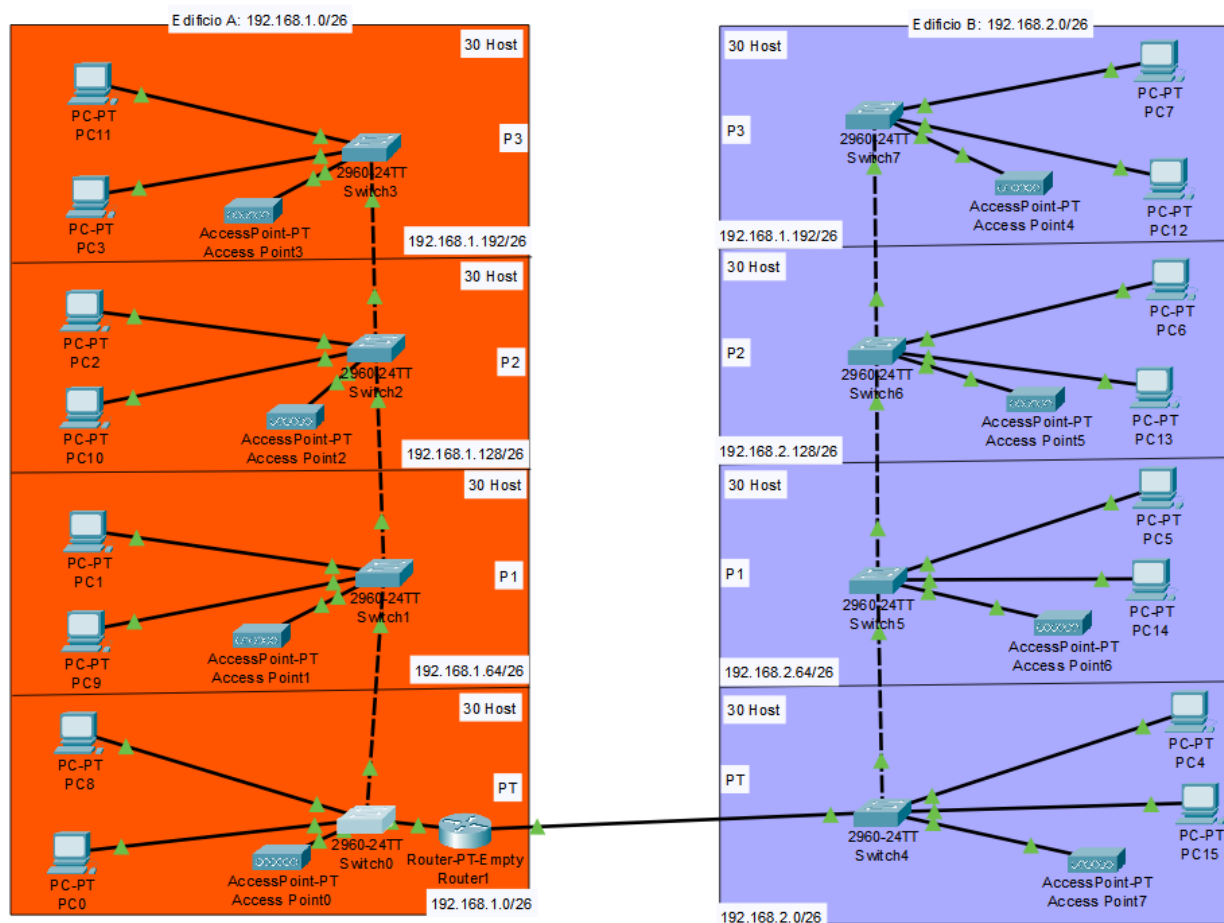 Edificio A: 192.168.1.0/26
30 Host
PC-PT
PC11
P3
2960-24TT
Switch3
PC-PT
PC3
AccessPoint-PT
Access Point3
192.168.1.192/26
30 Host
PC-PT
PC2
P2
2960-24TT
Switch2
PC-PT
PC10
AccessPoint-PT
Access Point2
192.168.1.128/26
30 Host
PC-PT
PC1
P1
2960-24TT
Switch1
PC-PT
PC9
AccessPoint-PT
Access Point1
192.168.1.64/26
30 Host
PC-PT
PC8
PT
2960-24TT
Switch0
Router-PT-Empty
Router1
PC-PT
PC0
AccessPoint-PT
Access Point0
192.168.1.0/26
Edificio B: 192.168.2.0/26
30 Host
PC-PT
PC7
P3
2960-24TT
Switch7
AccessPoint-PT
Access Point4
PC-PT
PC12
192.168.1.192/26
30 Host
PC-PT
PC6
P2
2960-24TT
Switch6
AccessPoint-PT
Access Point5
PC-PT
PC13
192.168.2.128/26
30 Host
PC-PT
PC5
P1
2960-24TT
Switch5
PC-PT
PC14
AccessPoint-PT
Access Point6
192.168.2.64/26
30 Host
PC-PT
PC4
PT
2960-24TT
Switch4
PC-PT
PC15
AccessPoint-PT
Access Point7
192.168.2.0/26